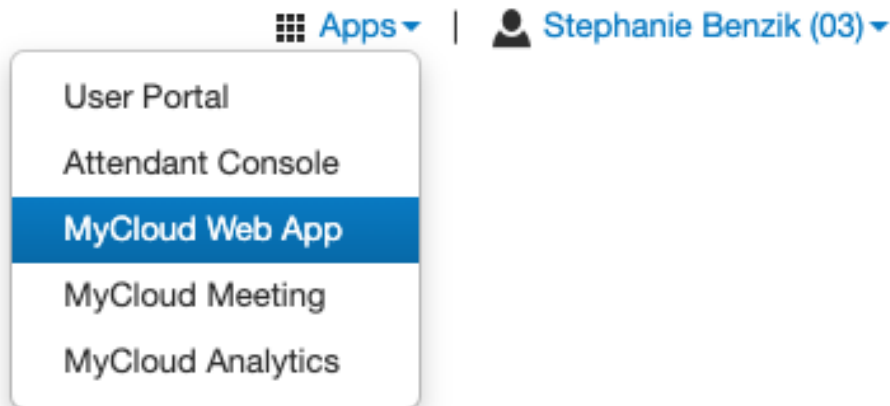 Apps | Stephanie Benzik (03)
User Portal
Attendant Console
MyCloud Web App
MyCloud Meeting
MyCloud Analytics